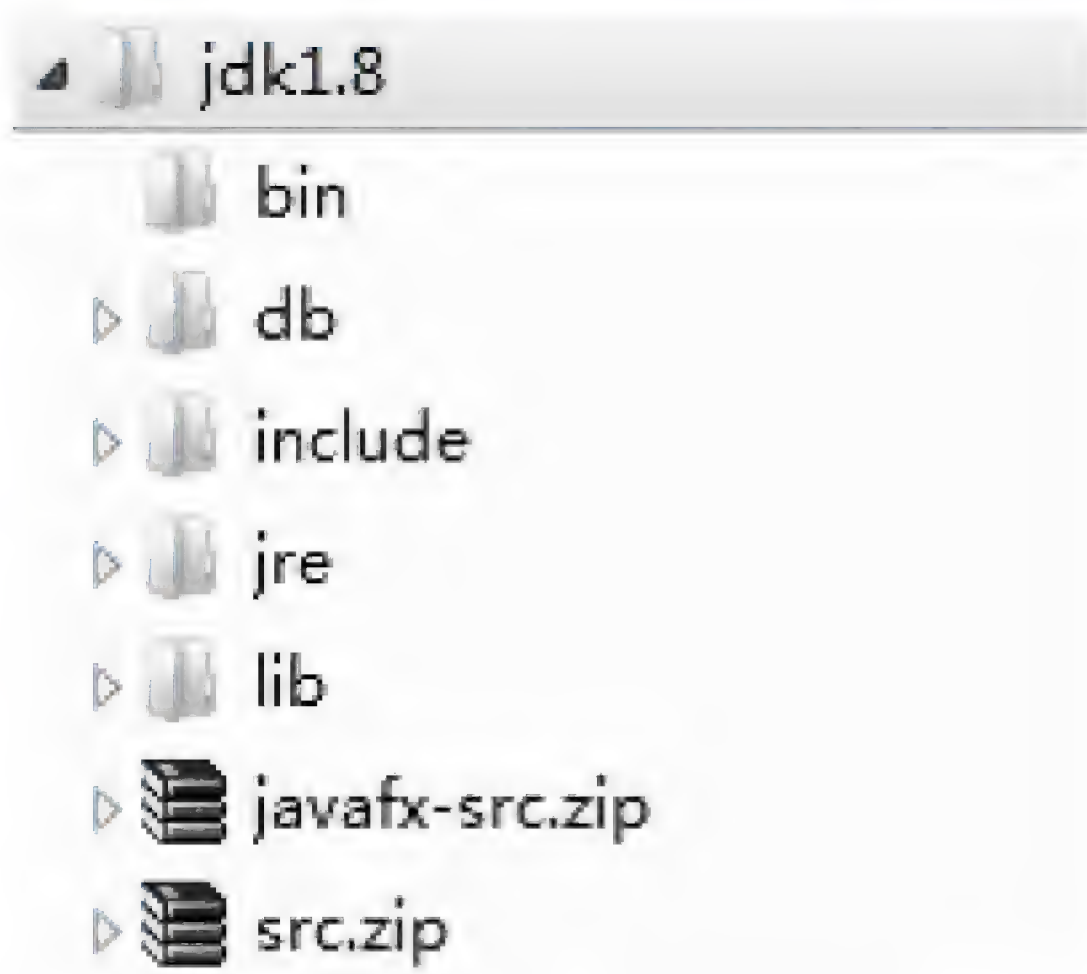 jdk1.8
bin
db
include
jre
lib
javafx-src.zip
src.zip